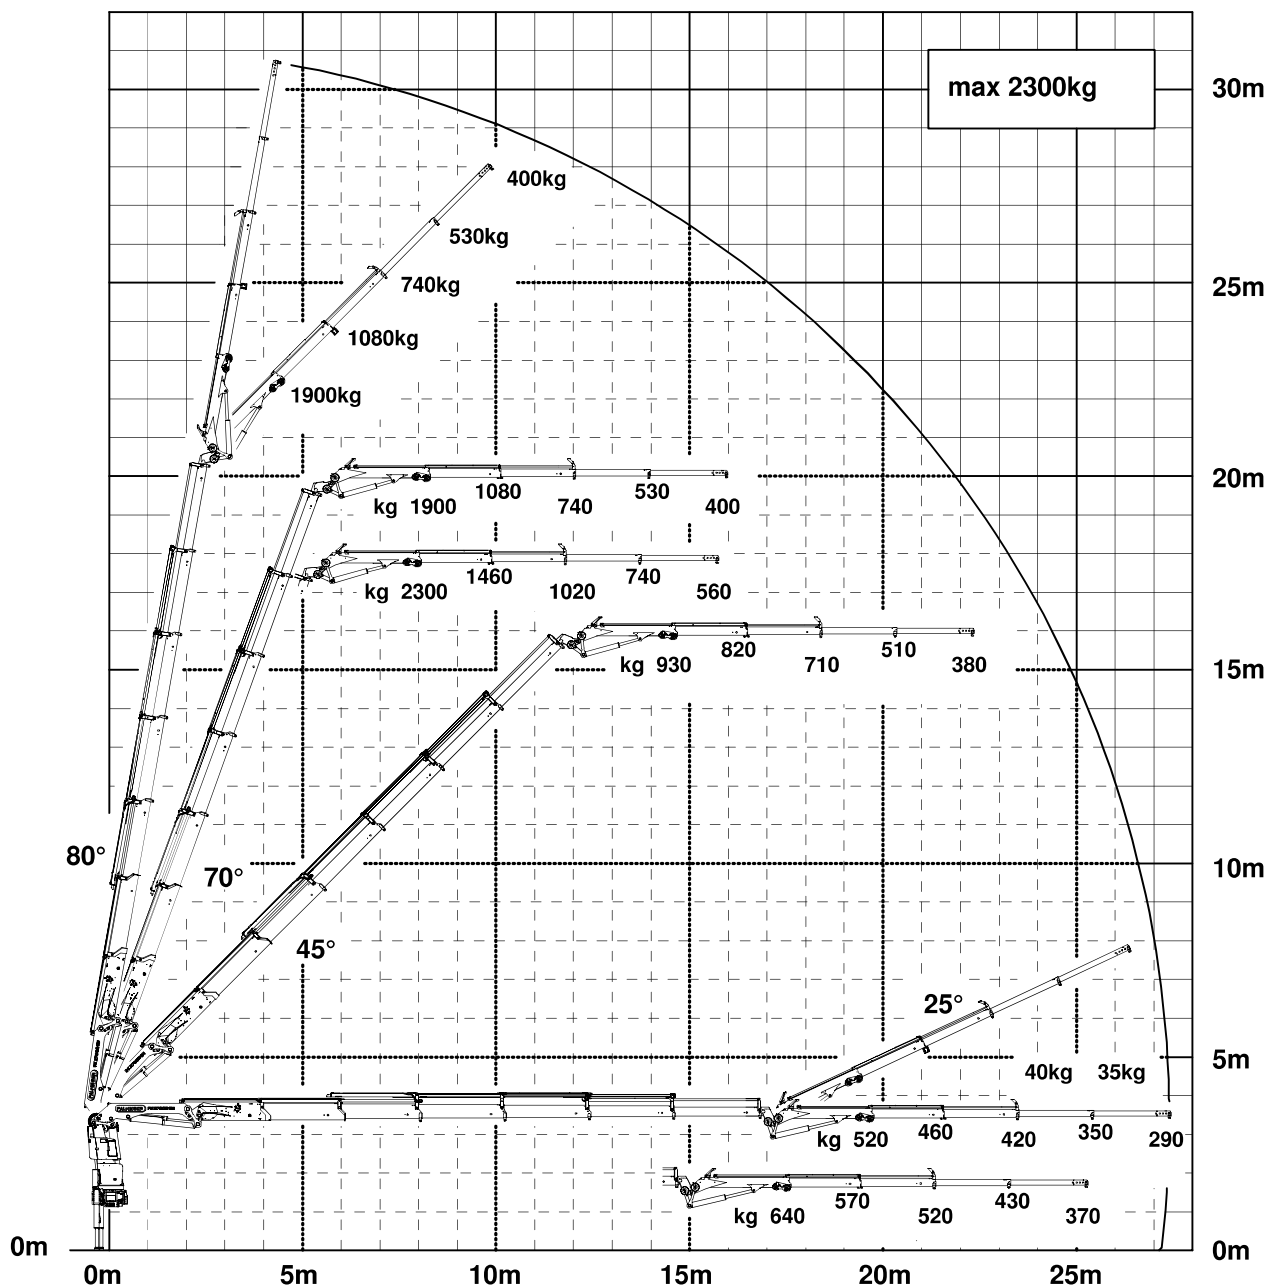 30m
max 2300kg
400kg
530kg
740kg
25m
1080kg
1900kg
20m
1080 530
kg 1900 740 400
1460 740
kg 2300 1020 560
820 510
kg 930 710 380
15m
80°
70°
10m
45°
25°
5m
40kg 35kg
460 350
kg 520 420 290
570 430
kg 640 520 370
0m 0m
0m 5m 10m 15m 20m 25m